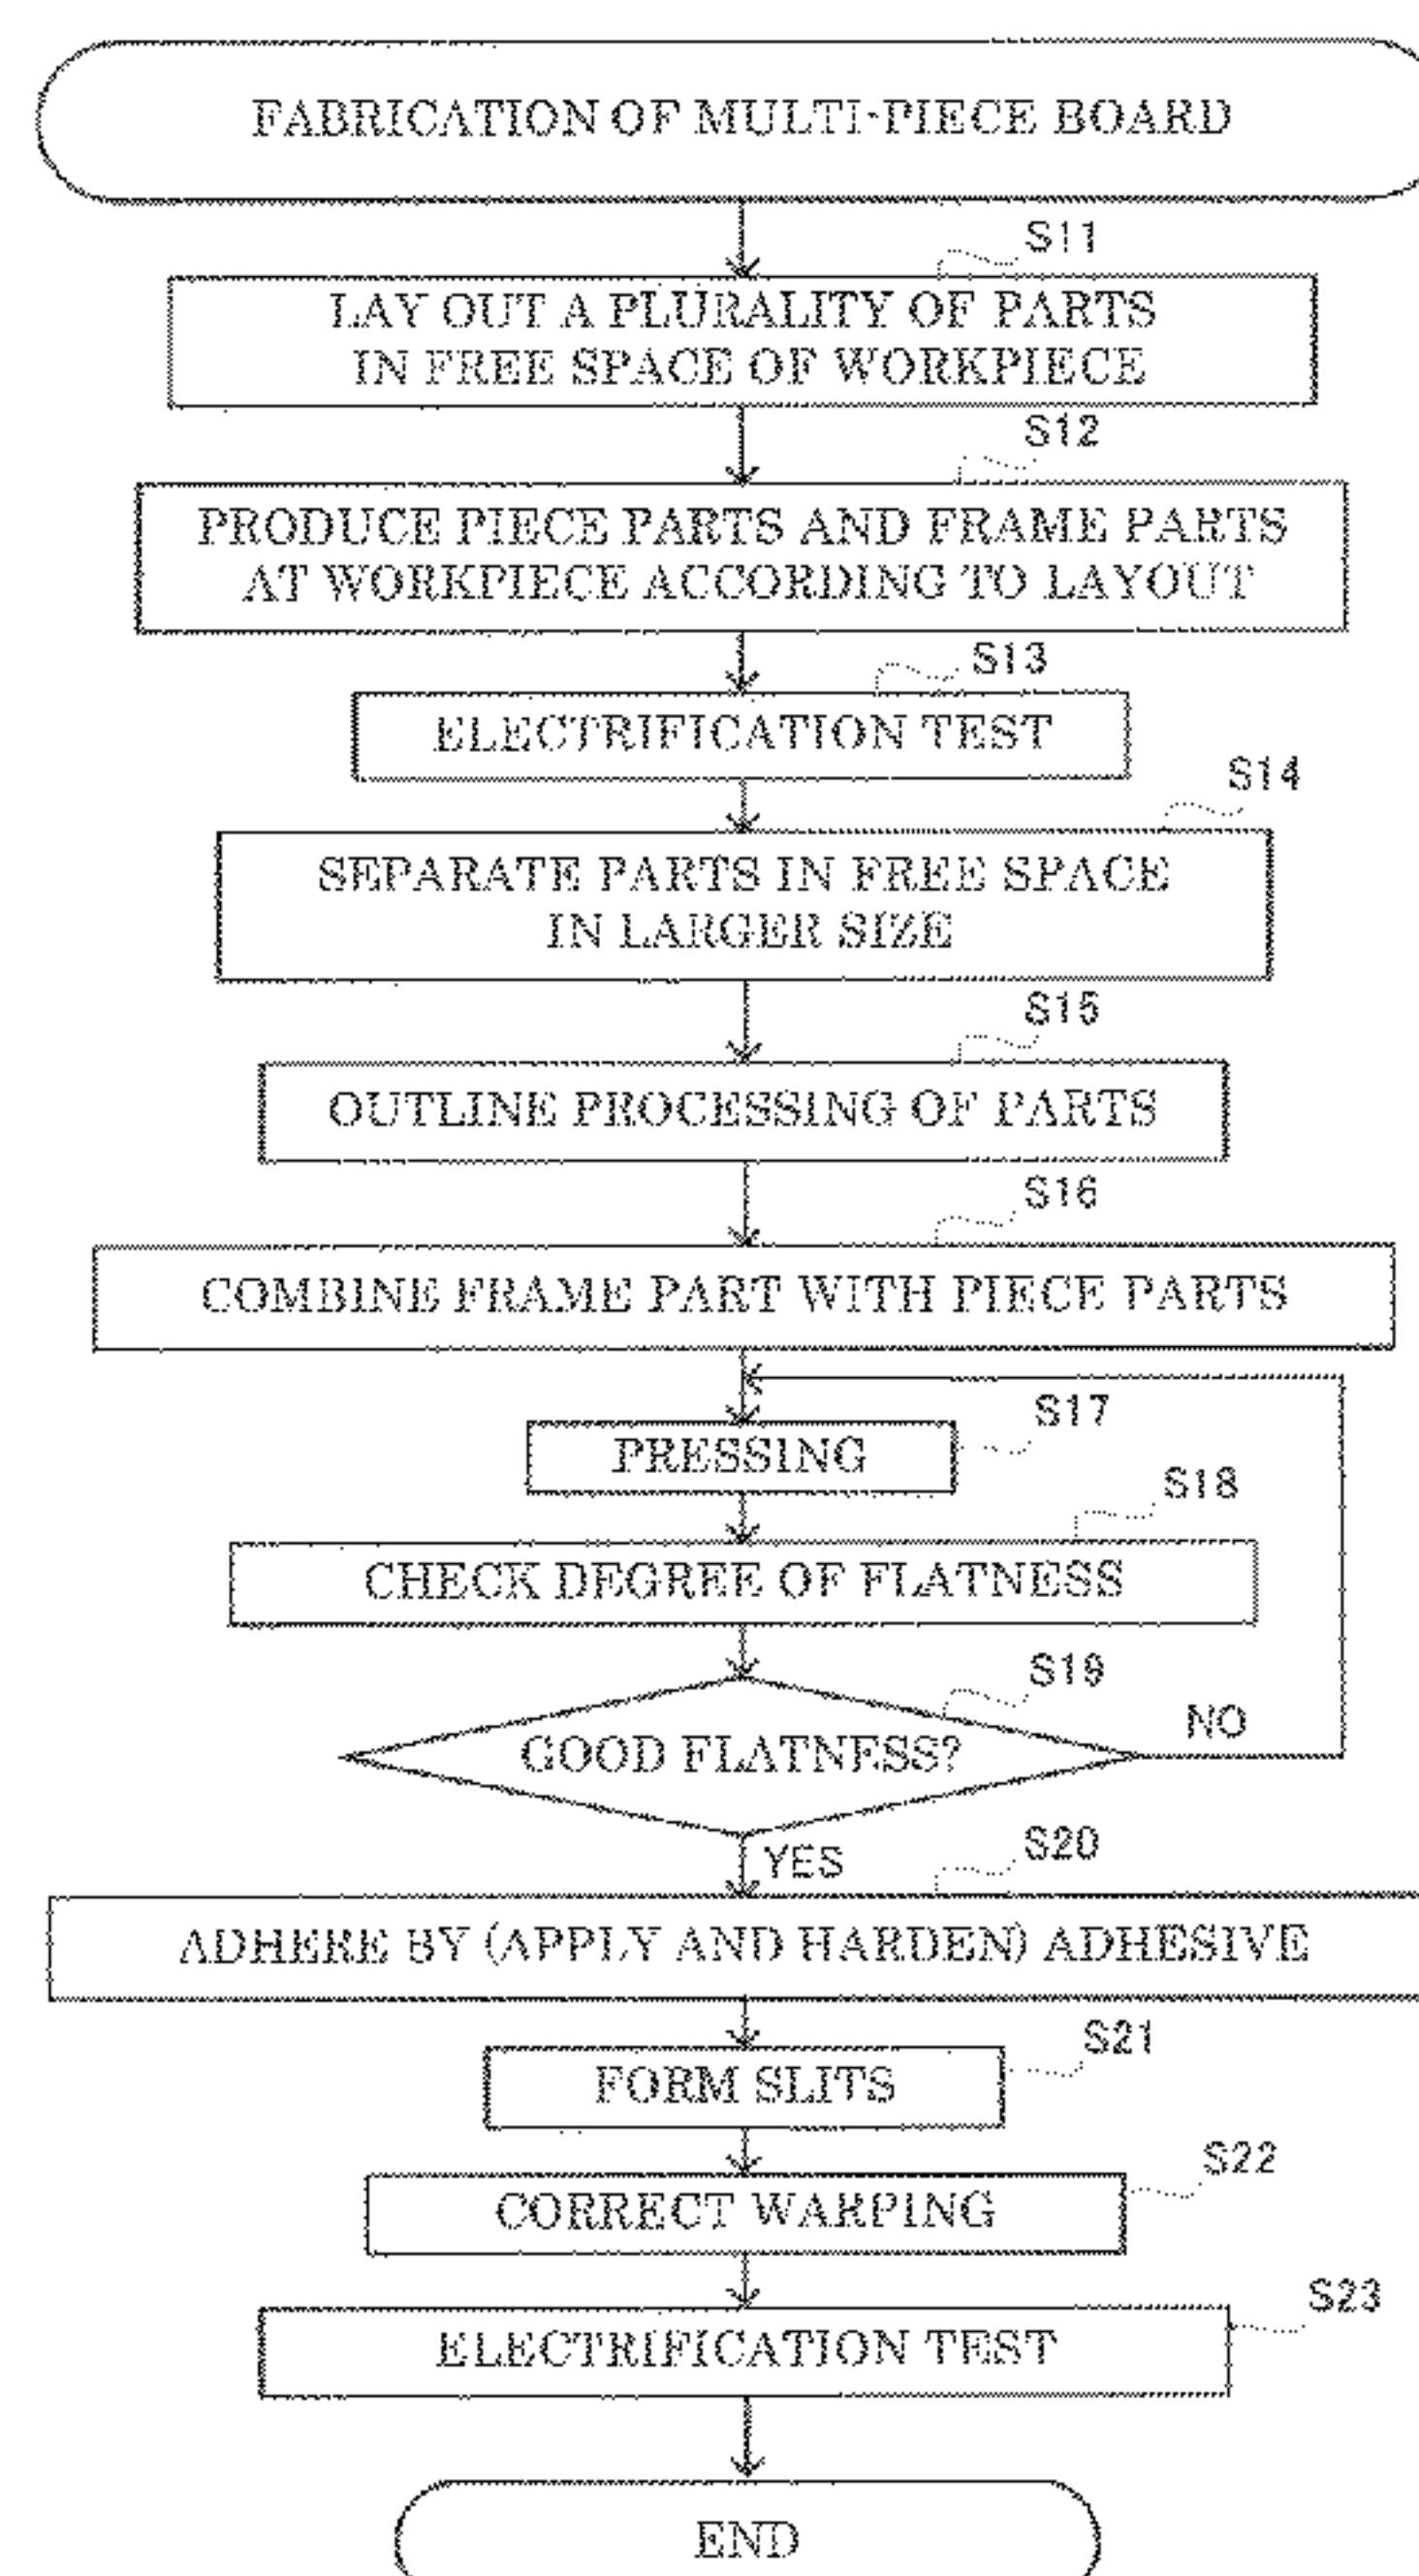 FABRICATION OF MULTI-PIECE BOARD
S11
LAY OUT A PLURALITY OF PARTS
IN FREE SPACE OF WORKPIECE
S12
PRODUCE PIECE PARTS AND FRAME PARTS
AT WORKPIECE ACCORDING TO LAYOUT
S13
ELECTRIFICATION TEST
S14
SEPARATE PARTS IN FREE SPACE
IN LARGER SIZE
S15
OUTLINE PROCESSING OF PARTS
S16
COMBINE FRAME PART WITH PIECE PARTS
S17
PRESSING
S18
CHECK DEGREE OF FLATNESS
S19
GOOD FLATNESS?
NO
YES
S20
ADHERE BY (APPLY AND HARDEN) ADHESIVE
S21
FORM SLITS
S22
CORRECT WARPING
S23
ELECTRIFICATION TEST
END